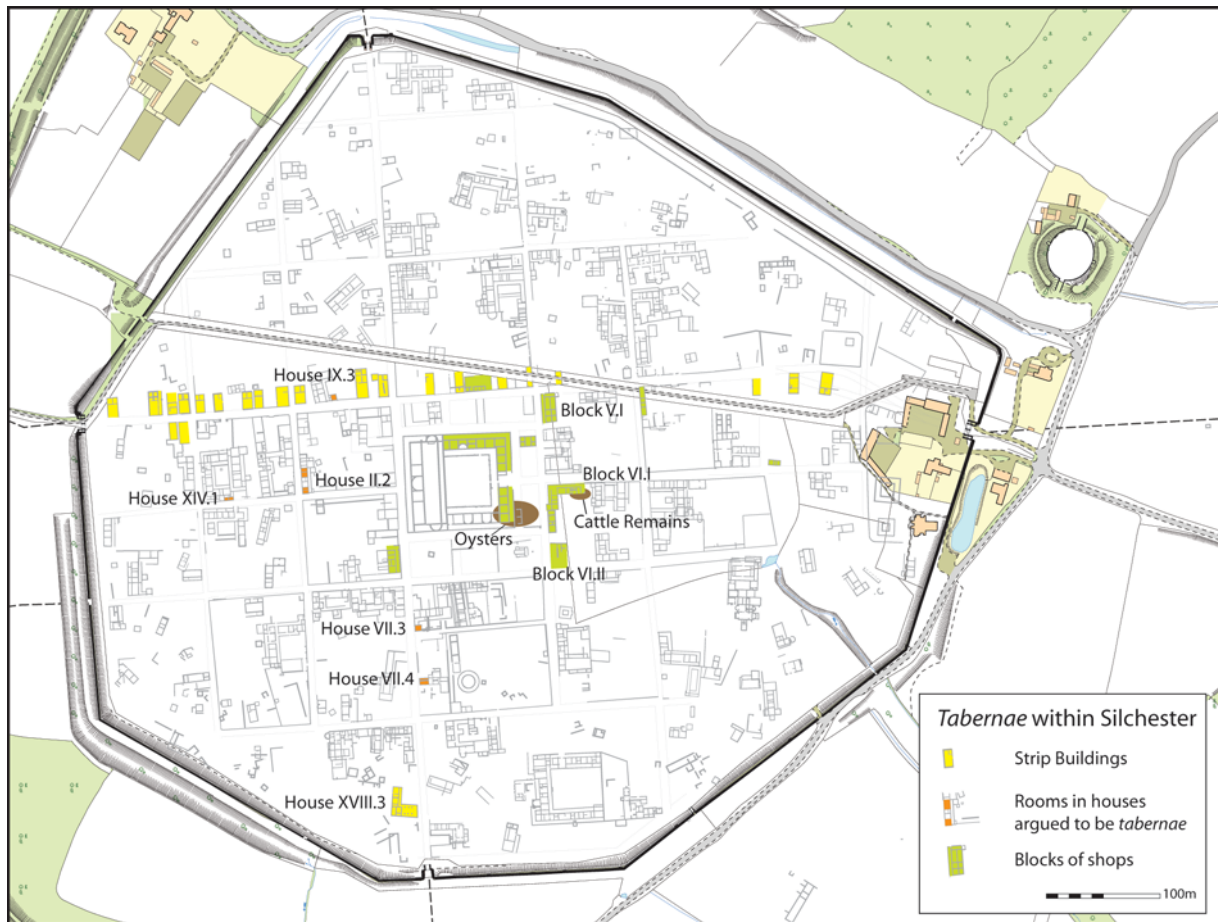 House IX.3
Block V.I
House II.2
Block VI.I
House XIV.1
Cattle Remains
Oysters
Block VI.II
House VII.3
House VII.4
House XVIII.3
Tabernae within Silchester
Strip Buildings
Rooms in houses
argued to be tabernae
Blocks of shops
100m